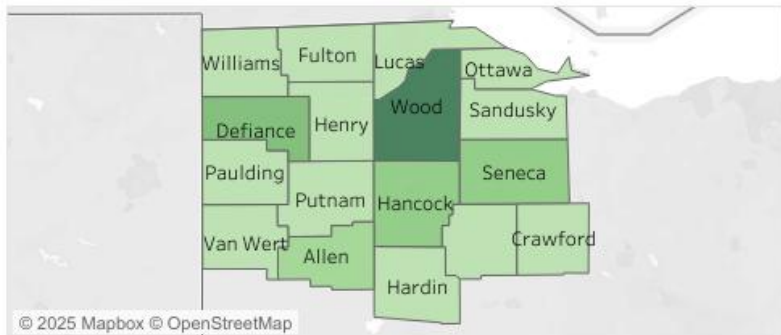 Williams
Fulton
Lucas
Ottawa
Defiance
Henry
Wood
Sandusky
Paulding
Putnam
Hancock
Seneca
Van Wert
Allen
Crawford
Hardin
© 2025 Mapbox © OpenStreetMap